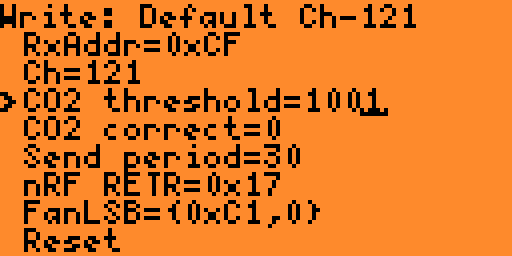 Write: Default Ch-121
RxAddr=0xCF
Ch=121
>CO2 threshold=1001
CO2 correct=0
Send period=30
nRF RETR=0x17
FanLSB={0xC1,0}
Reset